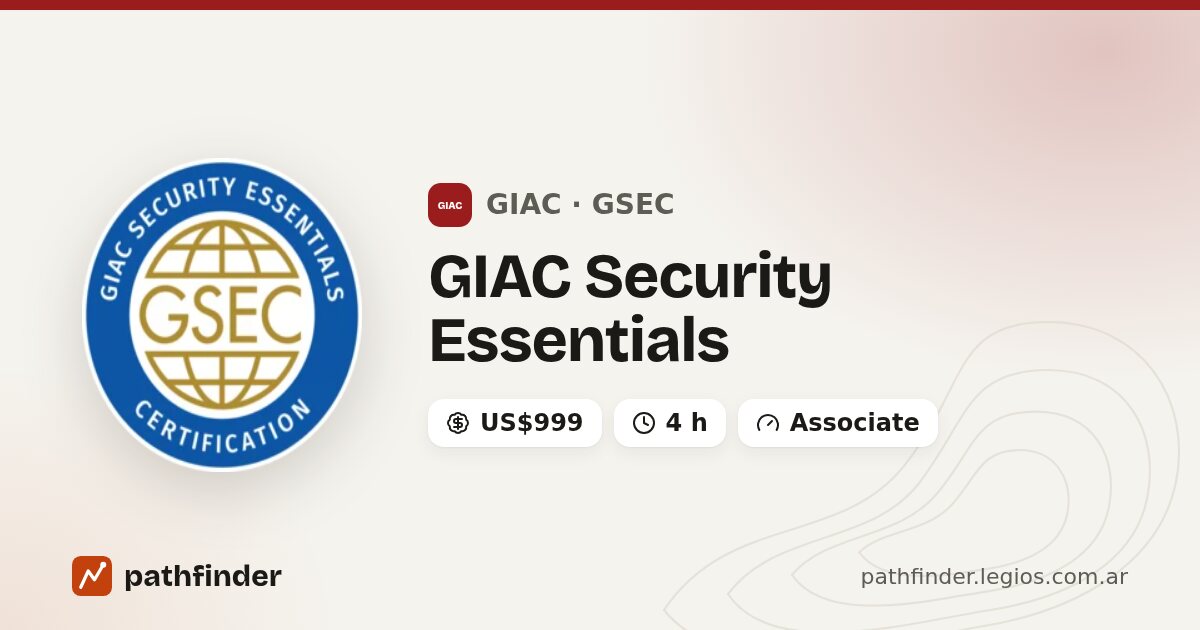 GIAC SECURITY ESSENTIALS
GSEC
CERTIFICATION
GIAC
GIAC · GSEC
GIAC Security
Essentials
US$999
4 h
Associate
pathfinder
pathfinder.legios.com.ar